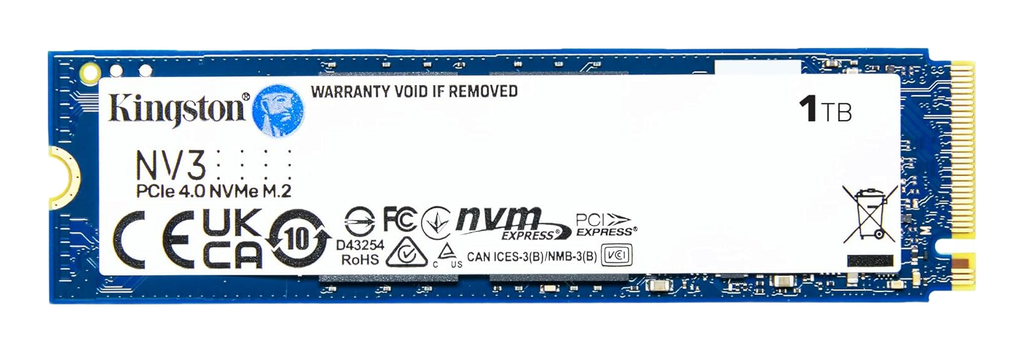 Kingston®
WARRANTY VOID IF REMOVED
1TB
NV3
PCIe 4.0 NVMe M.2
CE
UK
CA
10
FC
nvm
EXPRESS®
PCI
EXPRESS®
D43254
RoHS
C US
CAN ICES-3(B)/NMB-3(B)
VCI
M